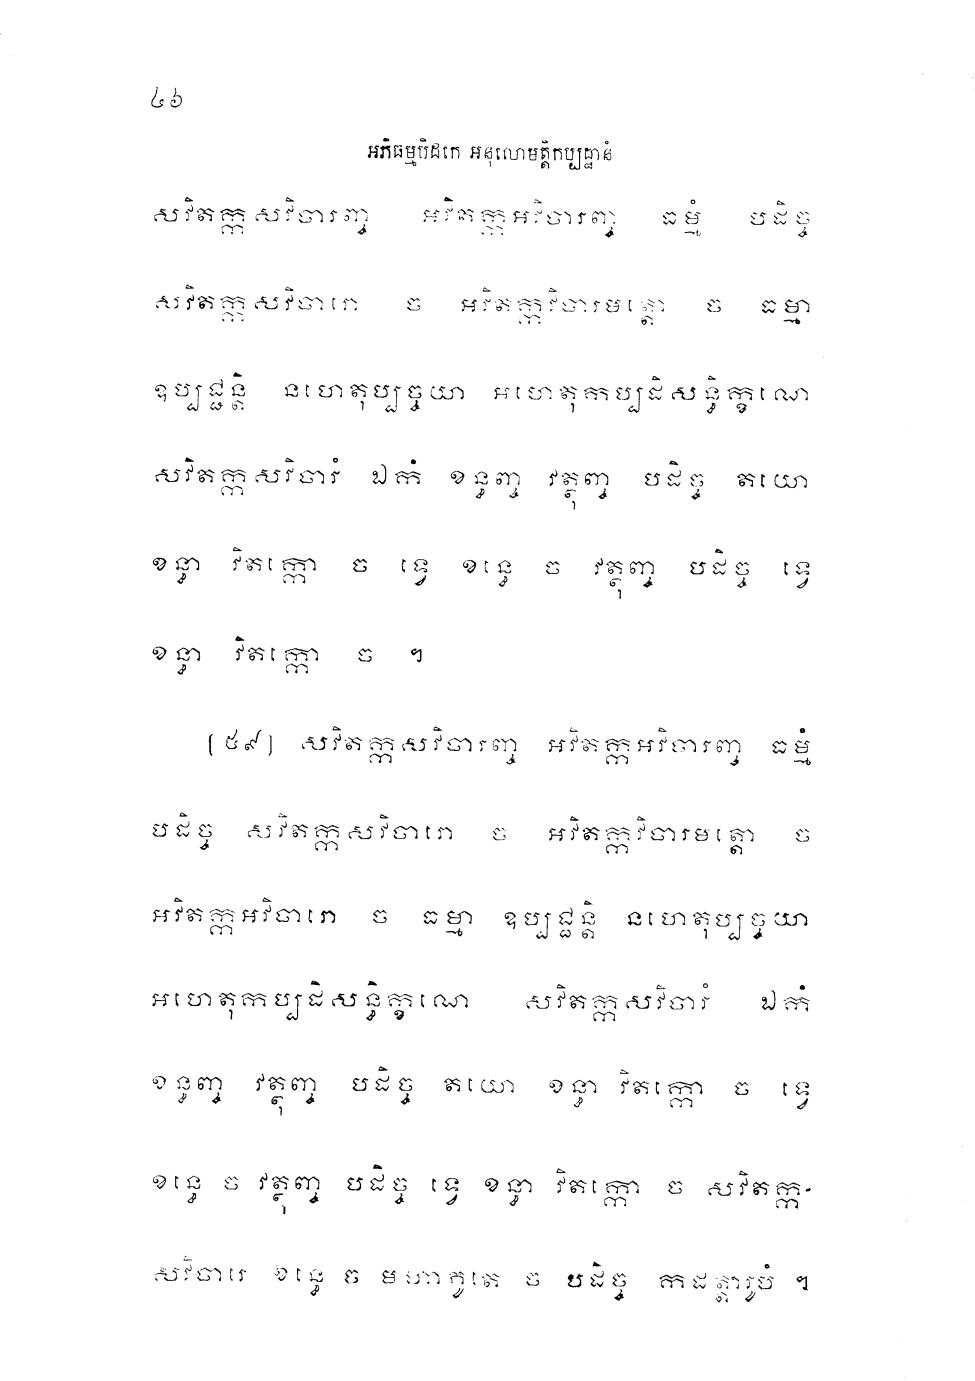 ៤៦
អភិធម្មបិដកេ អនុលោមត្តិកប្បដ្ឋានំ
សវិតក្កសវិចារញ្ច អវិតក្កអវិចារញ្ច ធម្មំ បដិច្ច
សវិតក្កសវិចារោ ច អវិតក្កវិចារមត្តោ ច ធម្មា
ឧប្បជ្ជន្តិ នហេតុប្បច្ចយា អហេតុកប្បដិសន្ធិក្ខណេ
សវិតក្កសវិចារំ ឯកំ ខន្ធញ្ច វត្ថុញ្ច បដិច្ច តយោ
ខន្ធា វិតក្កោ ច ទ្វេ ខន្ធេ ច វត្ថុញ្ច បដិច្ច ទ្វេ
ខន្ធា វិតក្កោ ច ។
(៥៩) សវិតក្កសវិចារញ្ច អវិតក្កអវិចារញ្ច ធម្មំ
បដិច្ច សវិតក្កសវិចារោ ច អវិតក្កវិចារមត្តោ ច
អវិតក្កអវិចារោ ច ធម្មា ឧប្បជ្ជន្តិ នហេតុប្បច្ចយា
អហេតុកប្បដិសន្ធិក្ខណេ សវិតក្កសវិចារំ ឯកំ
ខន្ធញ្ច វត្ថុញ្ច បដិច្ច តយោ ខន្ធា វិតក្កោ ច ទ្វេ
ខន្ធេ ច វត្ថុញ្ច បដិច្ច ទ្វេ ខន្ធា វិតក្កោ ច សវិតក្ក-
សវិចារេ ខន្ធេ ច មហាភូតេ ច បដិច្ច កដត្តារូបំ ។